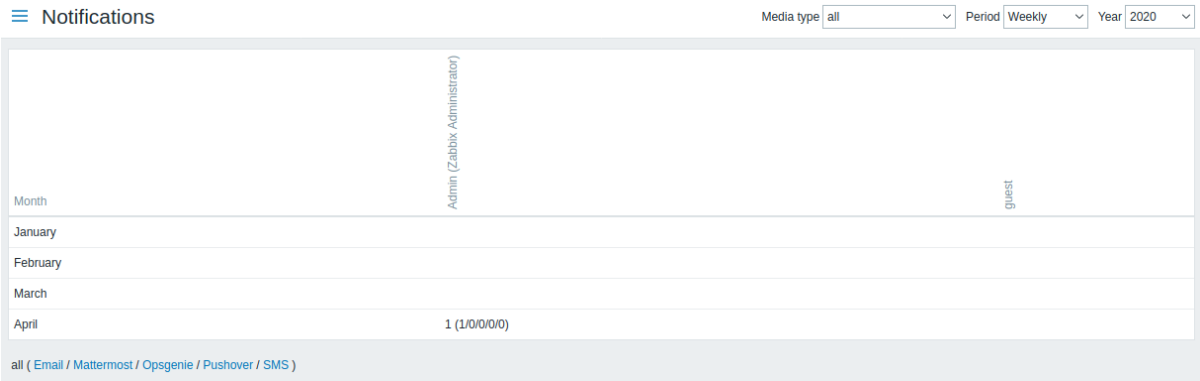 Notifications Media type all Period Weekly Year 2020
Month Admin (Zabbix Administrator) guest
January
February
March
April 1 (1/0/0/0/0)
all ( Email / Mattermost / Opsgenie / Pushover / SMS )